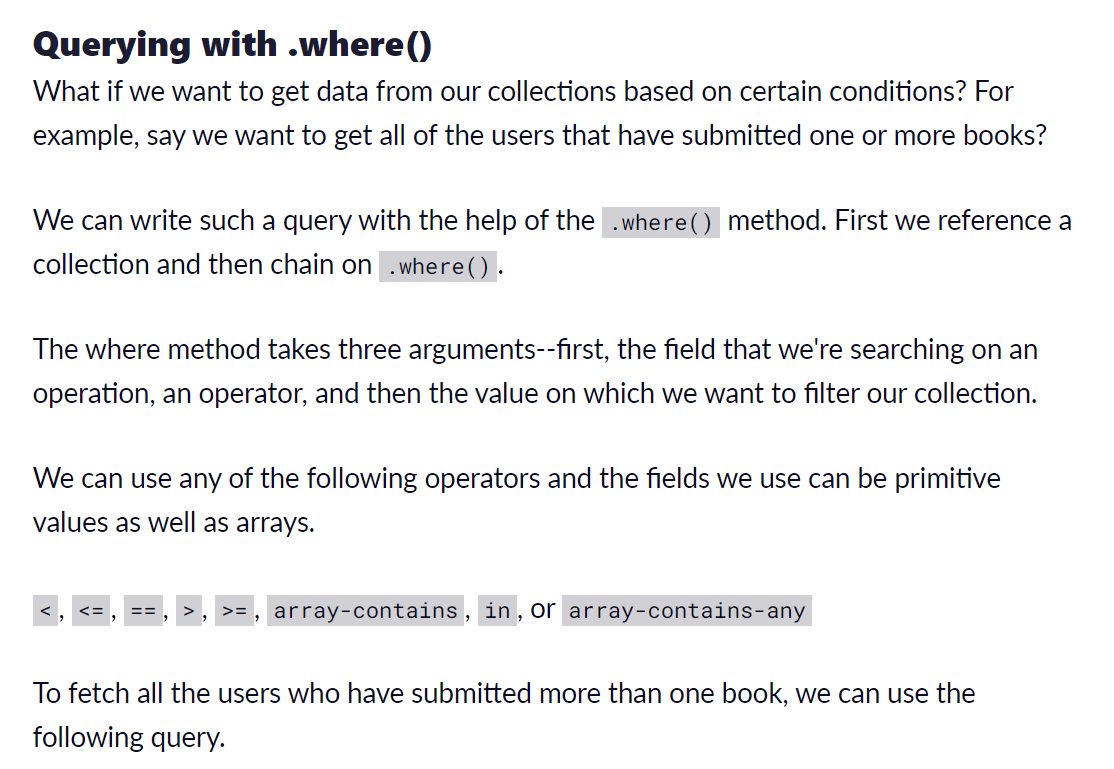 Querying with .where()
What if we want to get data from our collections based on certain conditions? For
example, say we want to get all of the users that have submitted one or more books?
We can write such a query with the help of the .where() method. First we reference a
collection and then chain on .where().
The where method takes three arguments--first, the field that we're searching on an
operation, an operator, and then the value on which we want to filter our collection.
We can use any of the following operators and the fields we use can be primitive
values as well as arrays.
<, <=, ==, >, >=, array-contains, in, or array-contains-any
To fetch all the users who have submitted more than one book, we can use the
following query.